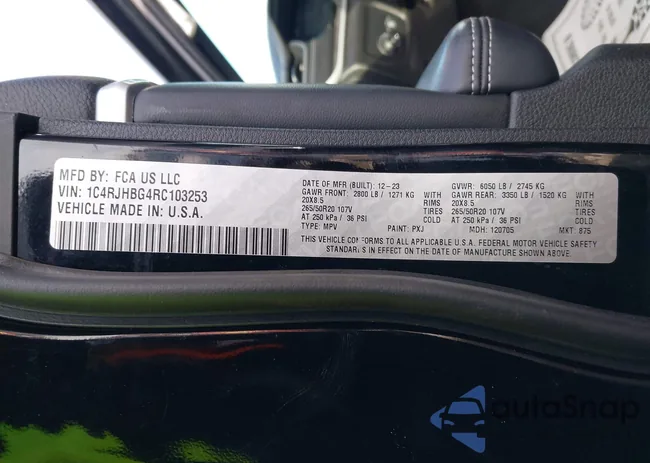 MFD BY: FCA US LLC
VIN: 1C4RJHBG4RC103253
VEHICLE MADE IN: U.S.A.
DATE OF MFR (BUILT) 12-23 GVWR: 6050 LB / 2745 KG
GAWR FRONT: 2800 LB / 1271 KG GAWR REAR: 3350 LB / 1520 KG
20X8.5 RIMS 20X8.5 RIMS
265/50R20 107V TIRES 265/50R20 107V TIRES
AT 250 kPa / 36 PSI COLD AT 250 kPa / 36 PSI COLD
TYPE: MPV PAINT: PXJ MDH: 120705 MKT: 875
THIS VEHICLE CONFORMS TO ALL APPLICABLE U.S.A. FEDERAL MOTOR VEHICLE SAFETY
STANDARDS IN EFFECT ON THE DATE OF MANUFACTURE SHOWN ABOVE.
autoSnap